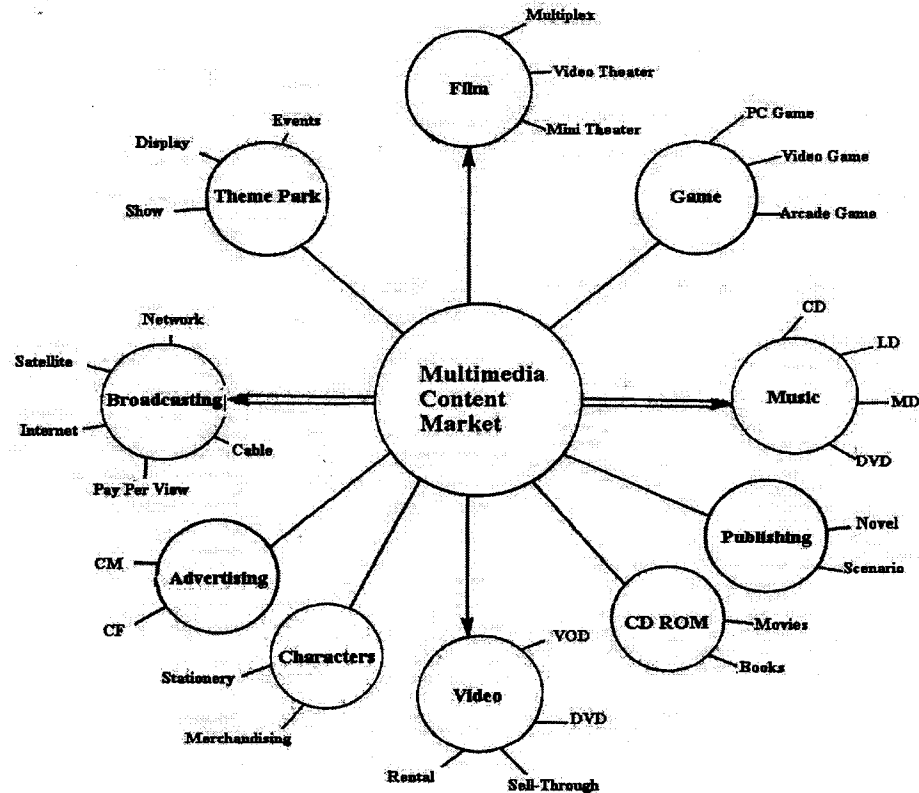 Multiplex
Film
Video Theater
Mini Theater
Events
Display
Theme Park
Show
PC Game
Video Game
Game
Arcade Game
Network
Satellite
Broadcasting
Internet
Cable
Pay Per View
Multimedia
Content
Market
CD
LD
Music
MD
DVD
Publishing
Novel
Scenario
CM
Advertising
CF
Characters
Stationery
Merchandising
VOD
Video
DVD
Rental
Sell-Through
CD ROM
Movies
Books